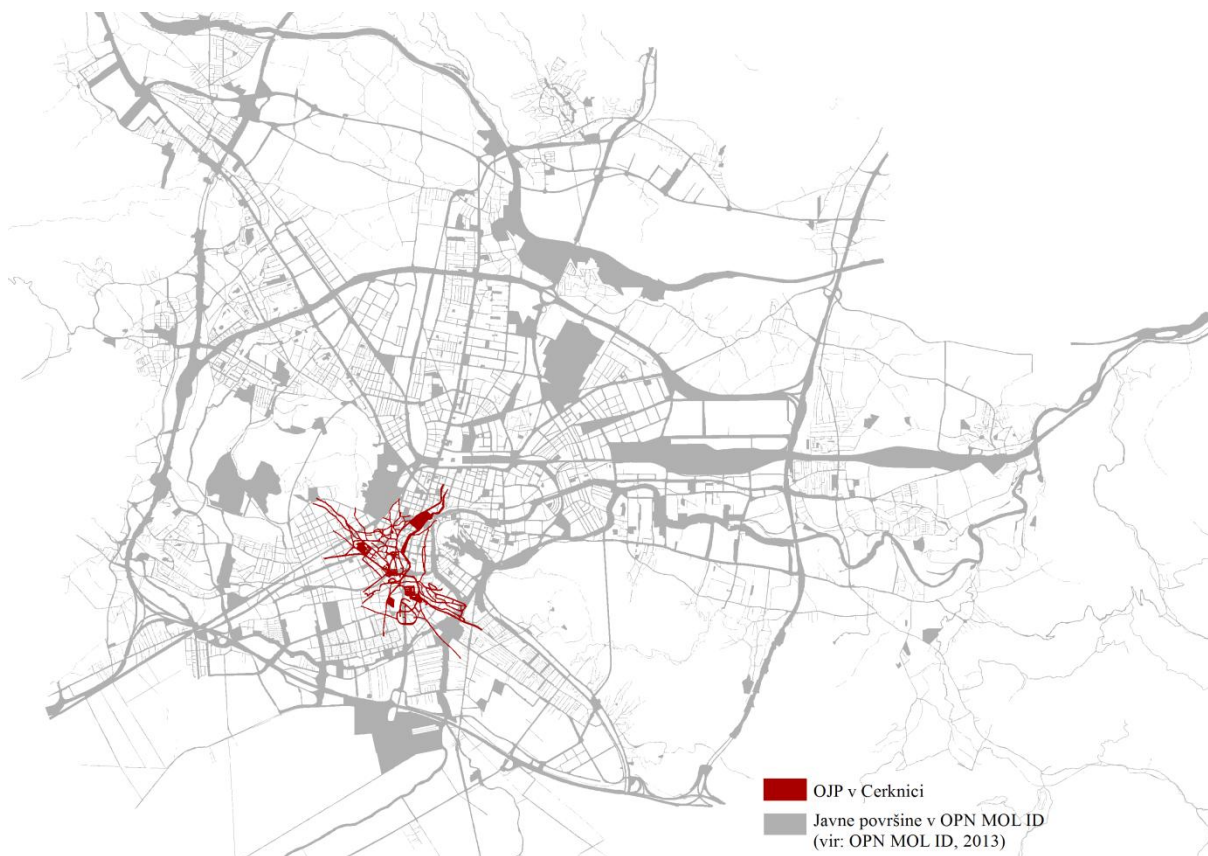 OJP v Cerknici
Javne površine v OPN MOL ID
(vir: OPN MOL ID, 2013)